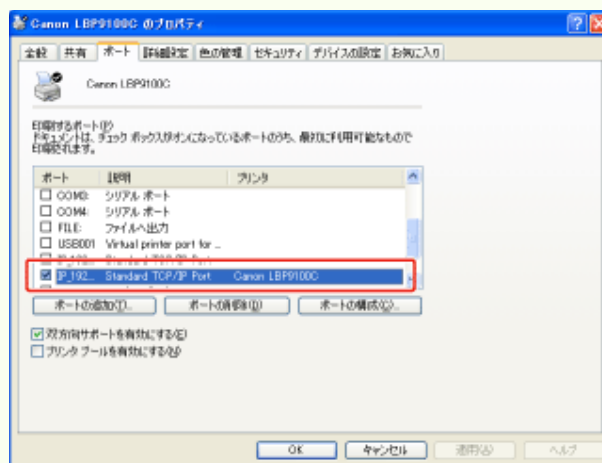 Canon LBP9100C のプロパティ
全般 共有 ポート 詳細設定 色の管理 セキュリティ デバイスの設定 お気に入り
Canon LBP9100C
印刷するポート(P)
ドキュメントは、チェック ボックスがオンになっているポートのうち、最初に利用可能なもので
印刷されます。
ポート 説明 プリンタ
COM3: シリアル ポート
COM4: シリアル ポート
FILE: ファイルへ出力
USB001 Virtual printer port for ...
IP_192... Standard TCP/IP Port
IP_192... Standard TCP/IP Port Canon LBP9100C
ポートの追加(T)... ポートの削除(D) ポートの構成(C)...
双方向サポートを有効にする(E)
プリンタ プールを有効にする(N)
OK キャンセル 適用(A) ヘルプ